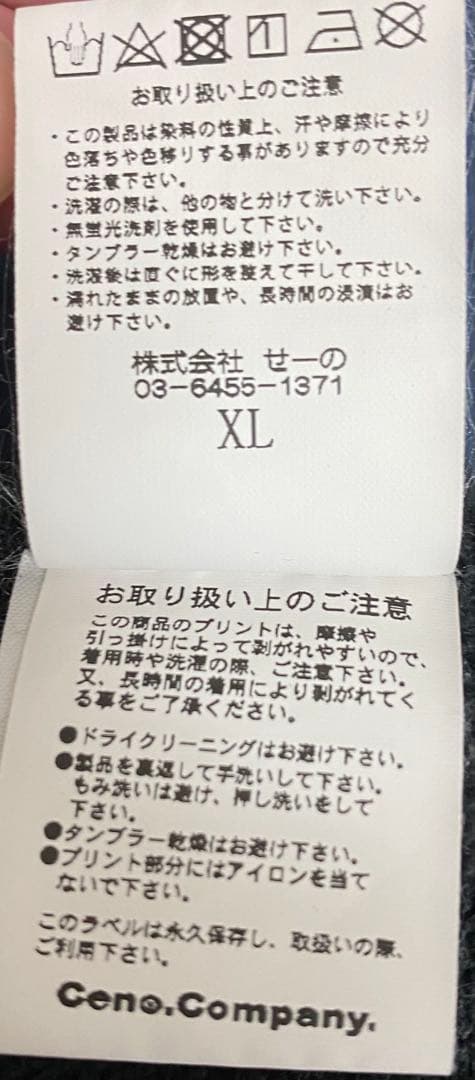 お取り扱い上のご注意
・この製品は染料の性質上、汗や摩擦により
色落ちや色移りする事がありますので充分
ご注意下さい。
・洗濯の際は、他の物と分けて洗い下さい。
・無蛍光洗剤を使用して下さい。
・タンブラー乾燥はお避け下さい。
・洗濯後は直ぐに形を整えて干して下さい。
・濡れたままの放置や、長時間の浸漬はお
避け下さい。
株式会社 せーの
03-6455-1371
XL
お取り扱い上のご注意
この商品のプリントは、摩擦や
引っ掛けによって剥がれやすいので、
着用時や洗濯の際、ご注意下さい。
又、長時間の着用により剥がれてく
る事をご了承ください。
●ドライクリーニングはお避け下さい。
●製品を裏返して手洗いして下さい。
もみ洗いは避け、押し洗いをして
下さい。
●タンブラー乾燥はお避け下さい。
●プリント部分にはアイロンを当て
ないで下さい。
このラベルは永久保存し、取扱いの際、
ご利用下さい。
Ceno.Company.